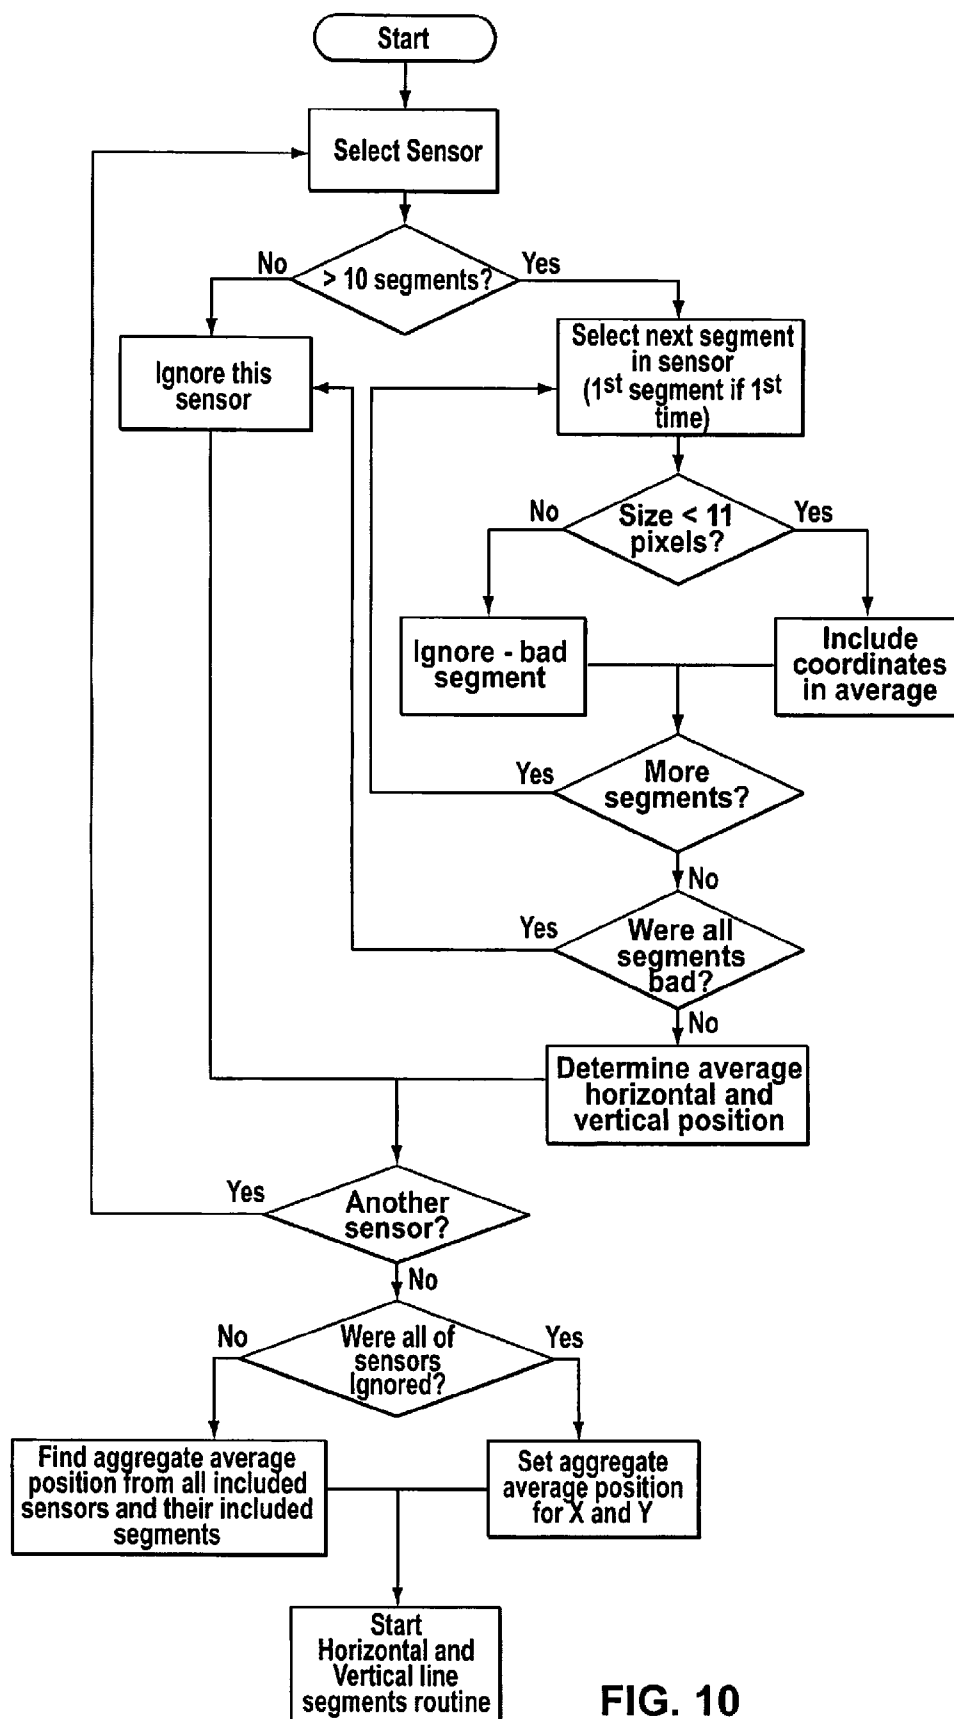 Start
Select Sensor
No
> 10 segments?
Yes
Ignore this
sensor
Select next segment
in sensor
(1st segment if 1st
time)
No
Size < 11
pixels?
Yes
Ignore - bad
segment
Include
coordinates
in average
Yes
More
segments?
No
Yes
Were all
segments
bad?
No
Determine average
horizontal and
vertical position
Yes
Another
sensor?
No
No
Were all of
sensors
Ignored?
Yes
Find aggregate average
position from all included
sensors and their included
segments
Set aggregate
average position
for X and Y
Start
Horizontal and
Vertical line
segments routine
FIG. 10